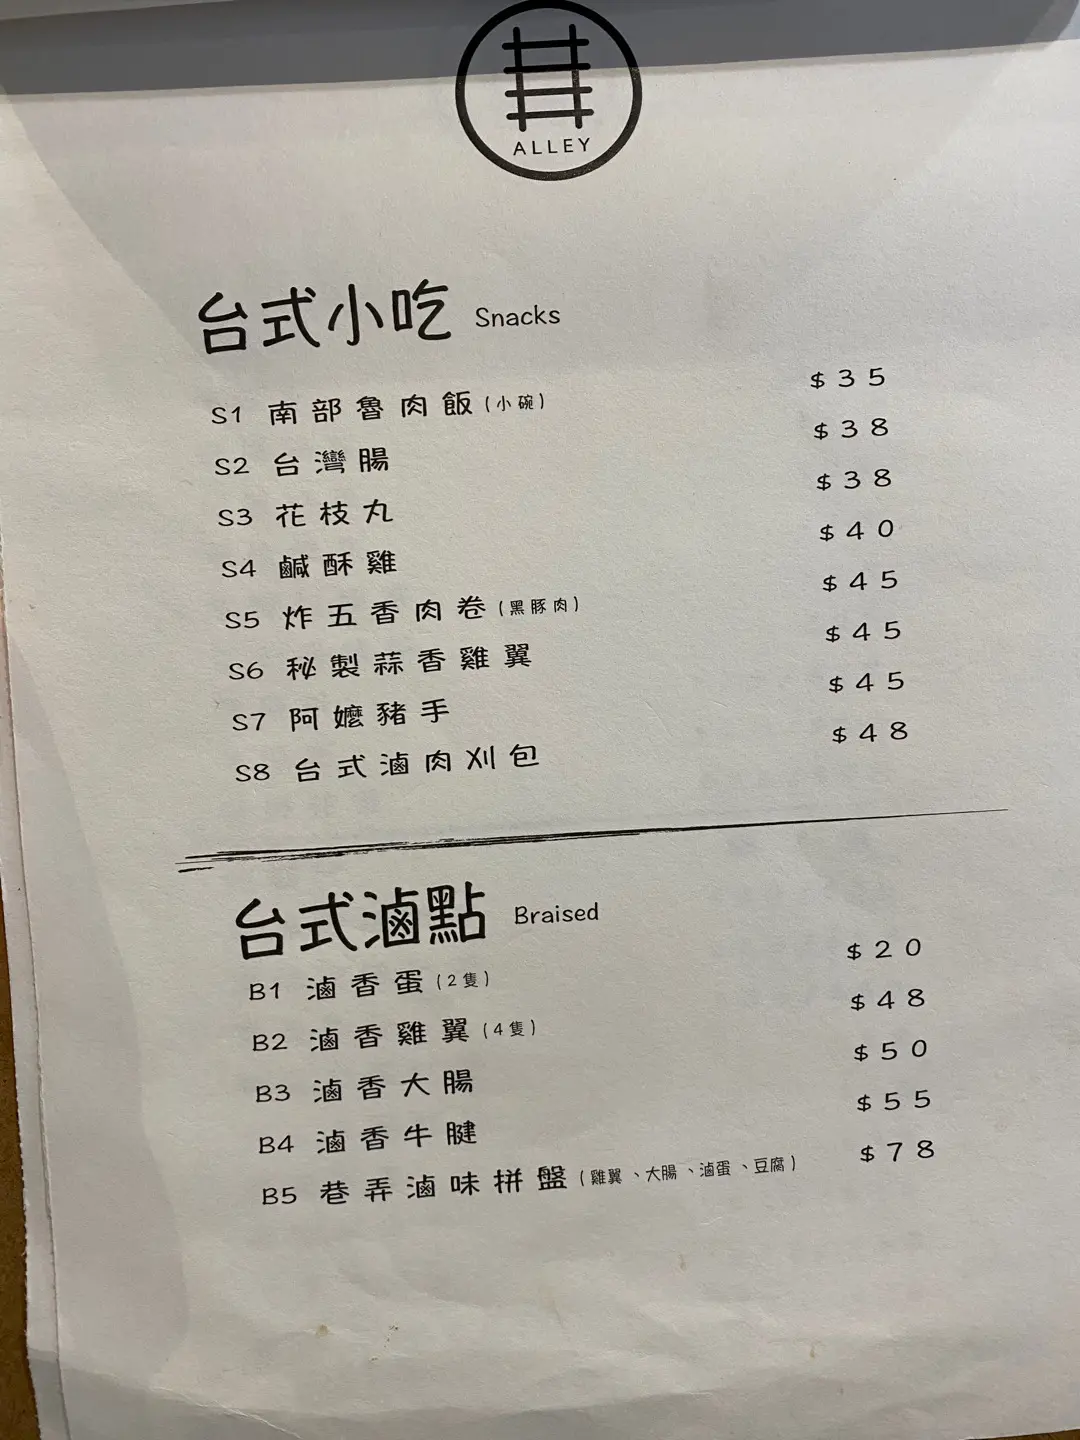 ALLEY
台式小吃 Snacks
S1 南部魯肉飯(小碗) $35
S2 台灣腸 $38
S3 花枝丸 $38
S4 鹹酥雞 $40
S5 炸五香肉卷(黑豚肉) $45
S6 秘製蒜香雞翼 $45
S7 阿嬤豬手 $45
S8 台式滷肉刈包 $48
台式滷點 Braised
B1 滷香蛋(2隻) $20
B2 滷香雞翼(4隻) $48
B3 滷香大腸 $50
B4 滷香牛腱 $55
B5 巷弄滷味拼盤(雞翼、大腸、滷蛋、豆腐) $78